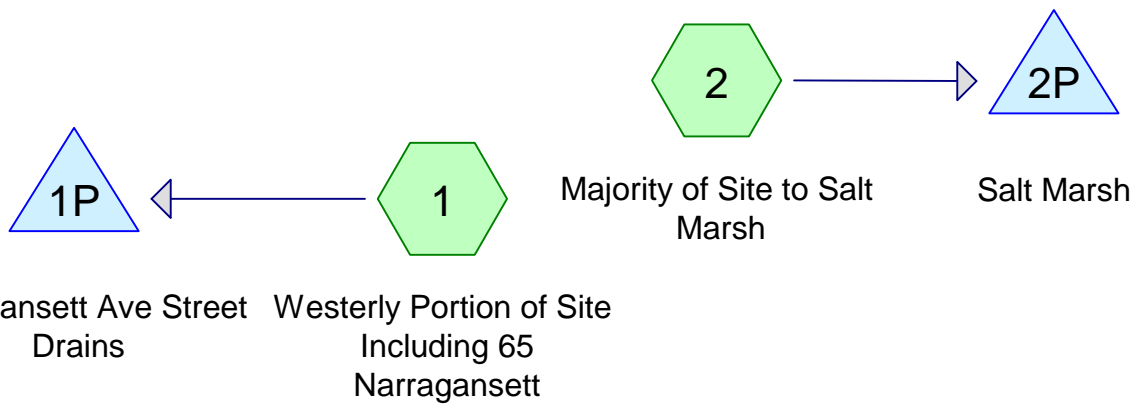 2
2P
Majority of Site to Salt
Marsh
Salt Marsh
1P
1
ansett Ave Street
Drains
Westerly Portion of Site
Including 65
Narragansett